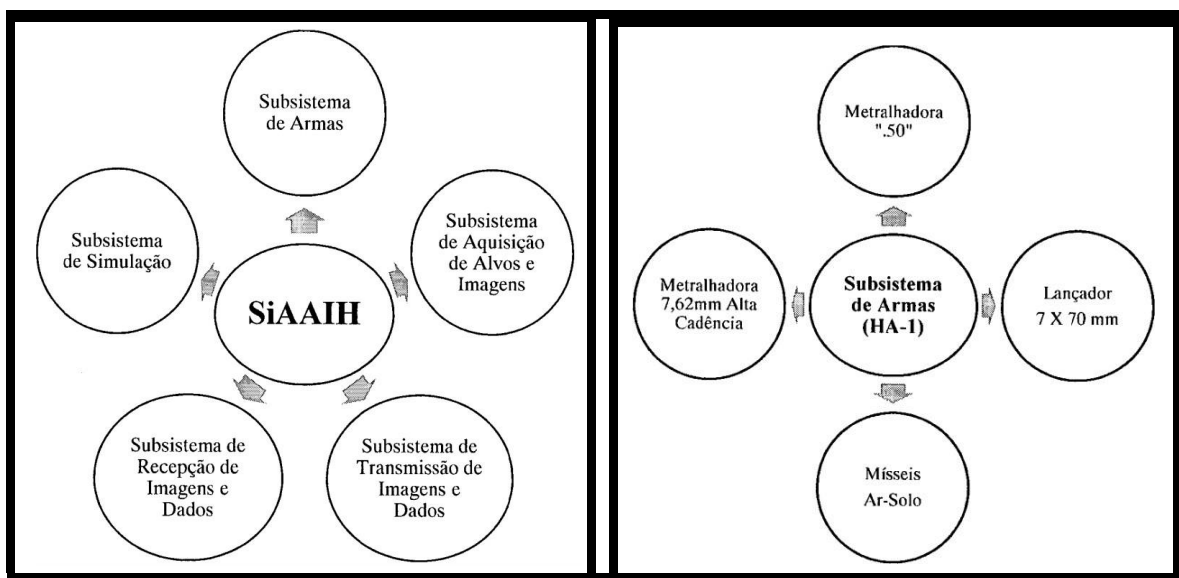 Subsistema
de Armas
Subsistema
de Simulação
Subsistema
de Aquisição
de Alvos e
Imagens
SiAAIH
Subsistema de
Recepção de
Imagens e
Dados
Subsistema de
Transmissão de
Imagens e
Dados
Metralhadora
".50"
Metralhadora
7,62mm Alta
Cadência
Subsistema
de Armas
(HA-1)
Lançador
7 X 70 mm
Mísseis
Ar-Solo